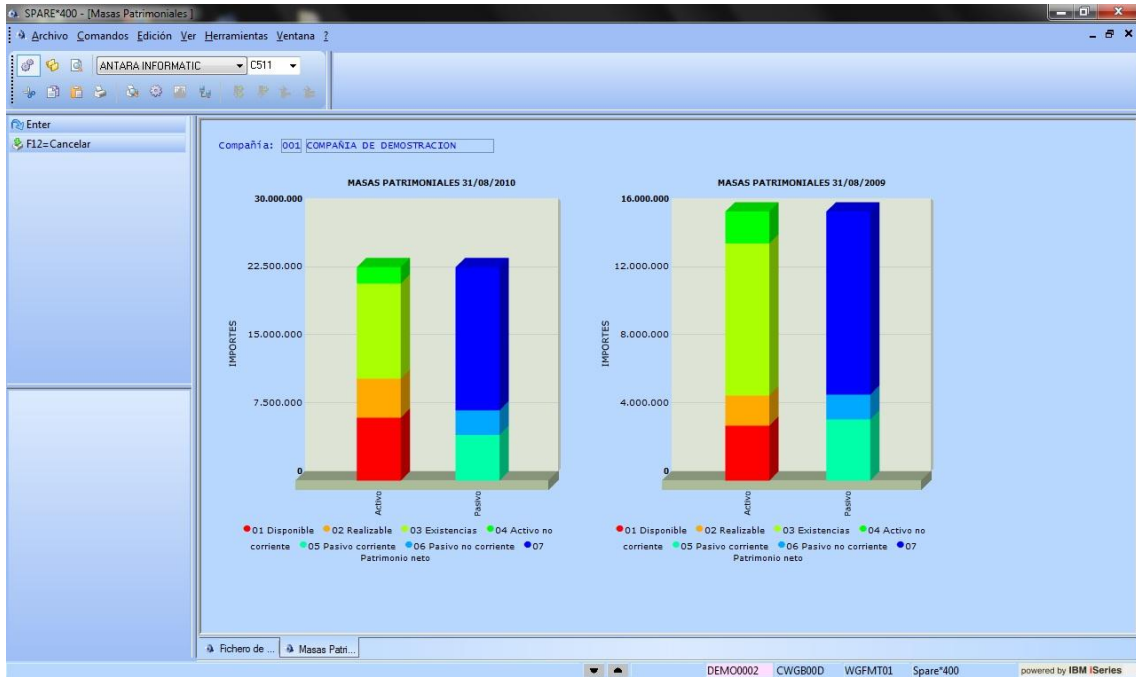 SPARE*400 - [Masas Patrimoniales ]
Archivo Comandos Edición Ver Herramientas Ventana ?
ANTARA INFORMATIC C511
Enter
F12=Cancelar
Compañía: 001 COMPAÑIA DE DEMOSTRACION
MASAS PATRIMONIALES 31/08/2010
30.000.000
22.500.000
15.000.000
7.500.000
0
IMPORTES
Activo
Pasivo
01 Disponible 02 Realizable 03 Existencias 04 Activo no
corriente 05 Pasivo corriente 06 Pasivo no corriente 07
Patrimonio neto
MASAS PATRIMONIALES 31/08/2009
16.000.000
12.000.000
8.000.000
4.000.000
0
IMPORTES
Activo
Pasivo
01 Disponible 02 Realizable 03 Existencias 04 Activo no
corriente 05 Pasivo corriente 06 Pasivo no corriente 07
Patrimonio neto
Fichero de ... Masas Patri...
DEMO0002 CWGB00D WGFMT01 Spare*400 powered by IBM iSeries